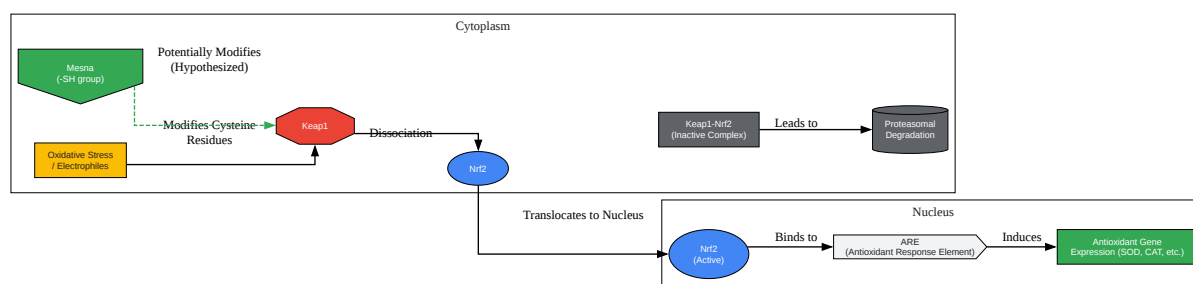 Cytoplasm
Mesna
(-SH group)
Potentially Modifies
(Hypothesized)
Modifies Cysteine
Residues
Oxidative Stress
/ Electrophiles
Keap1
Dissociation
Nrf2
Keap1-Nrf2
(Inactive Complex)
Leads to
Proteasomal
Degradation
Translocates to Nucleus
Nucleus
Nrf2
(Active)
Binds to
ARE
(Antioxidant Response Element)
Induces
Antioxidant Gene
Expression (SOD, CAT, etc.)